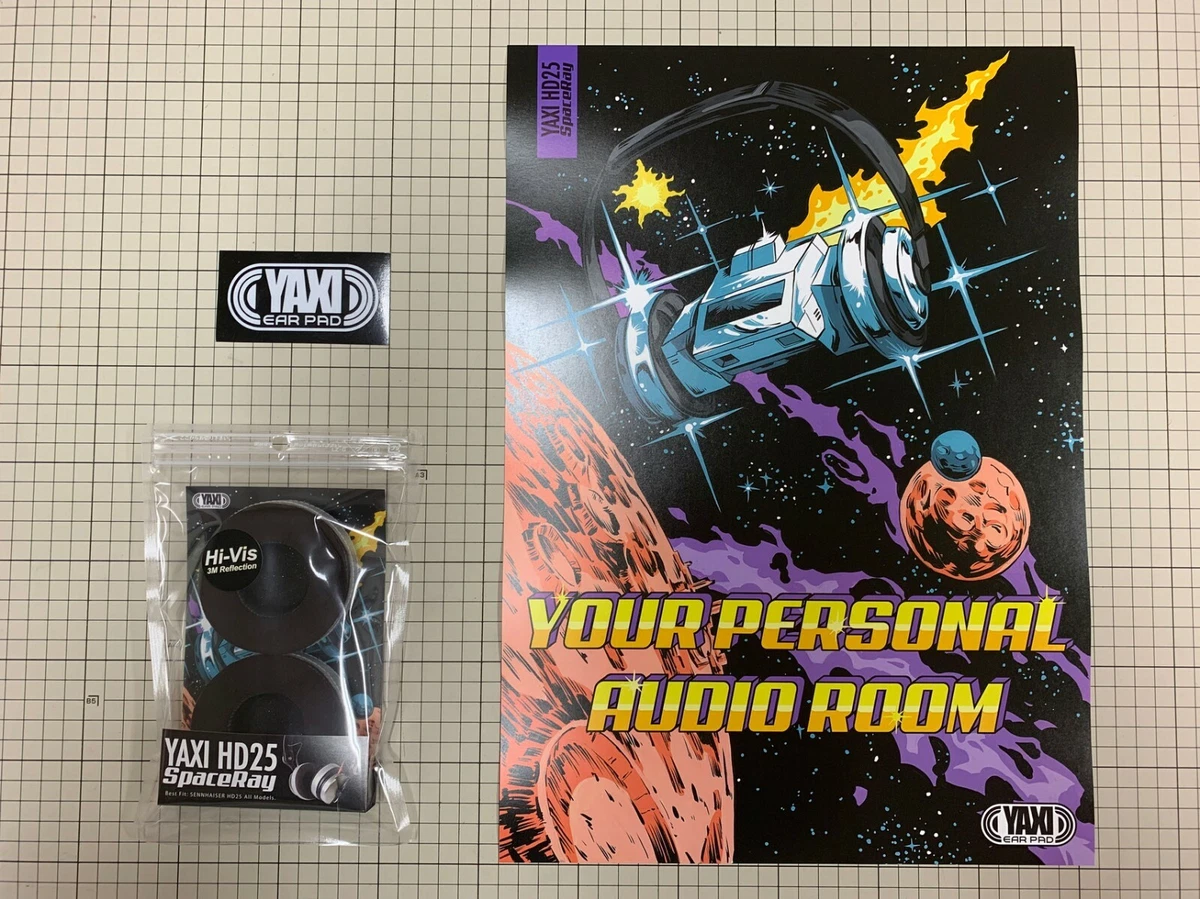 YAXI
EAR PAD
YAXI
Hi-Vis
3M Reflection
YAXI HD25
SpaceRay
Best Fit: SENNHAISER HD25 All Models.
B5
YAXI HD25
SpaceRay
YOUR PERSONAL
AUDIO ROOM
YAXI
EAR PAD